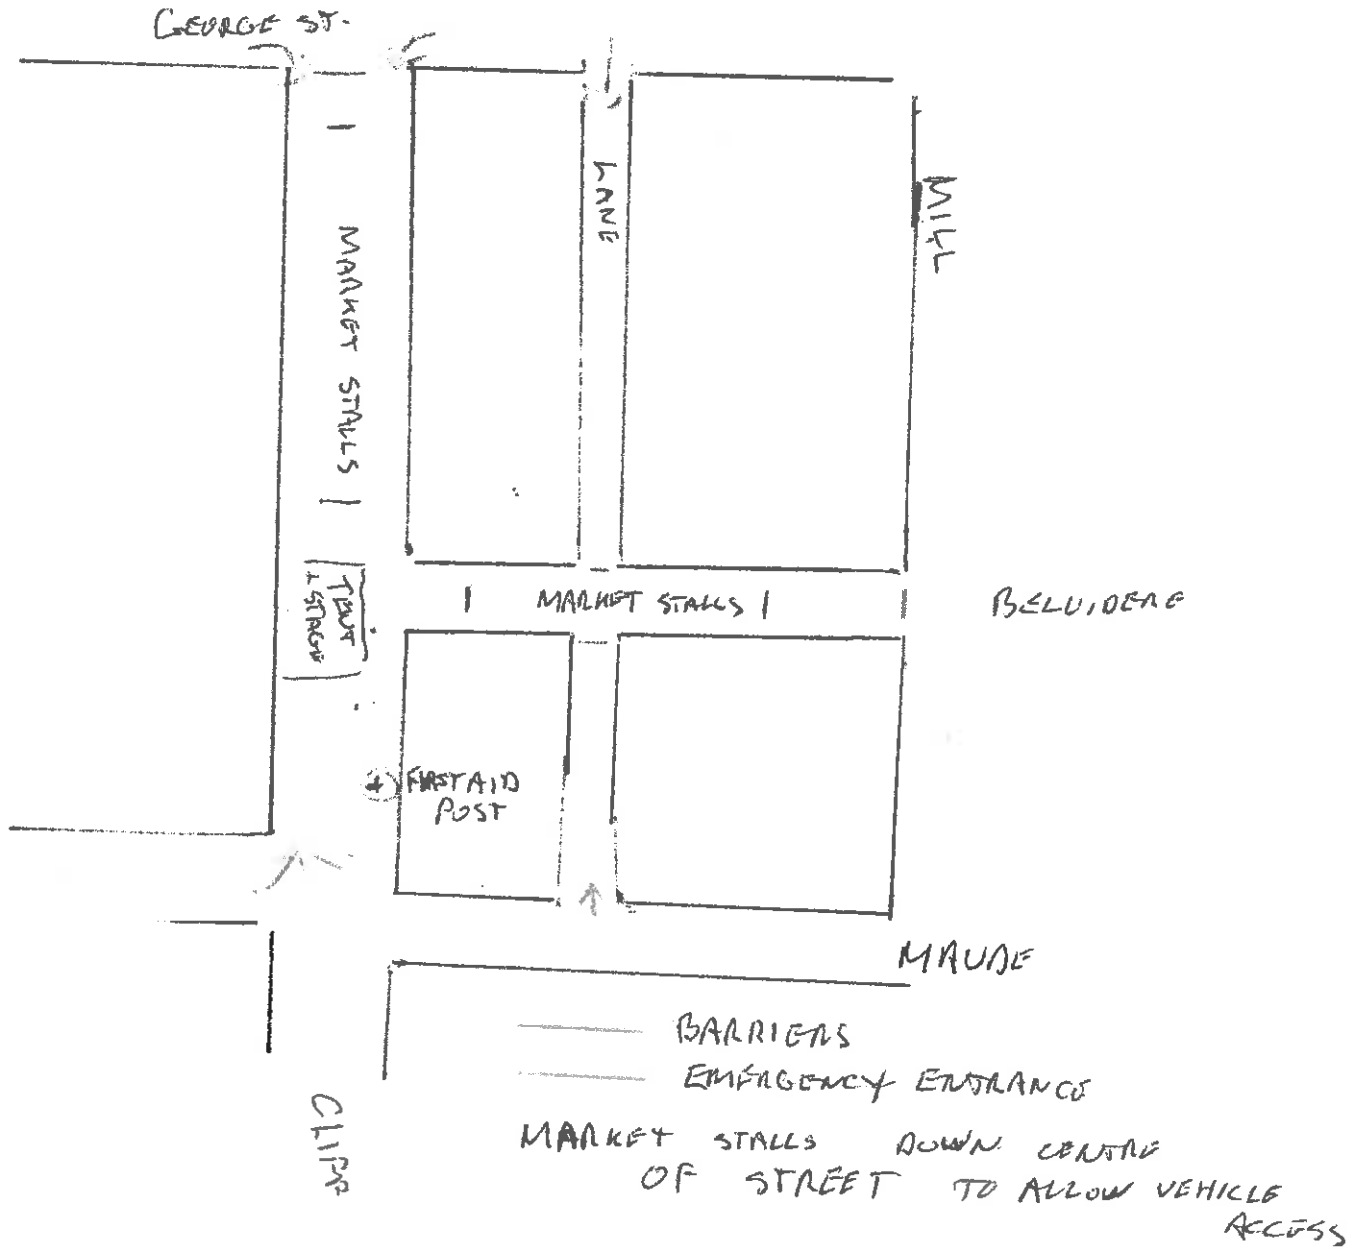 GEORGE ST.
LANE
MILL
MARKET STALLS
MARKET STALLS
BELVIDERE
TENT
+ STAGE
+ FIRST AID
POST
MAUDE
BARRIERS
EMERGENCY ENTRANCE
MARKET STALLS DOWN CENTRE
OF STREET TO ALLOW VEHICLE
ACCESS